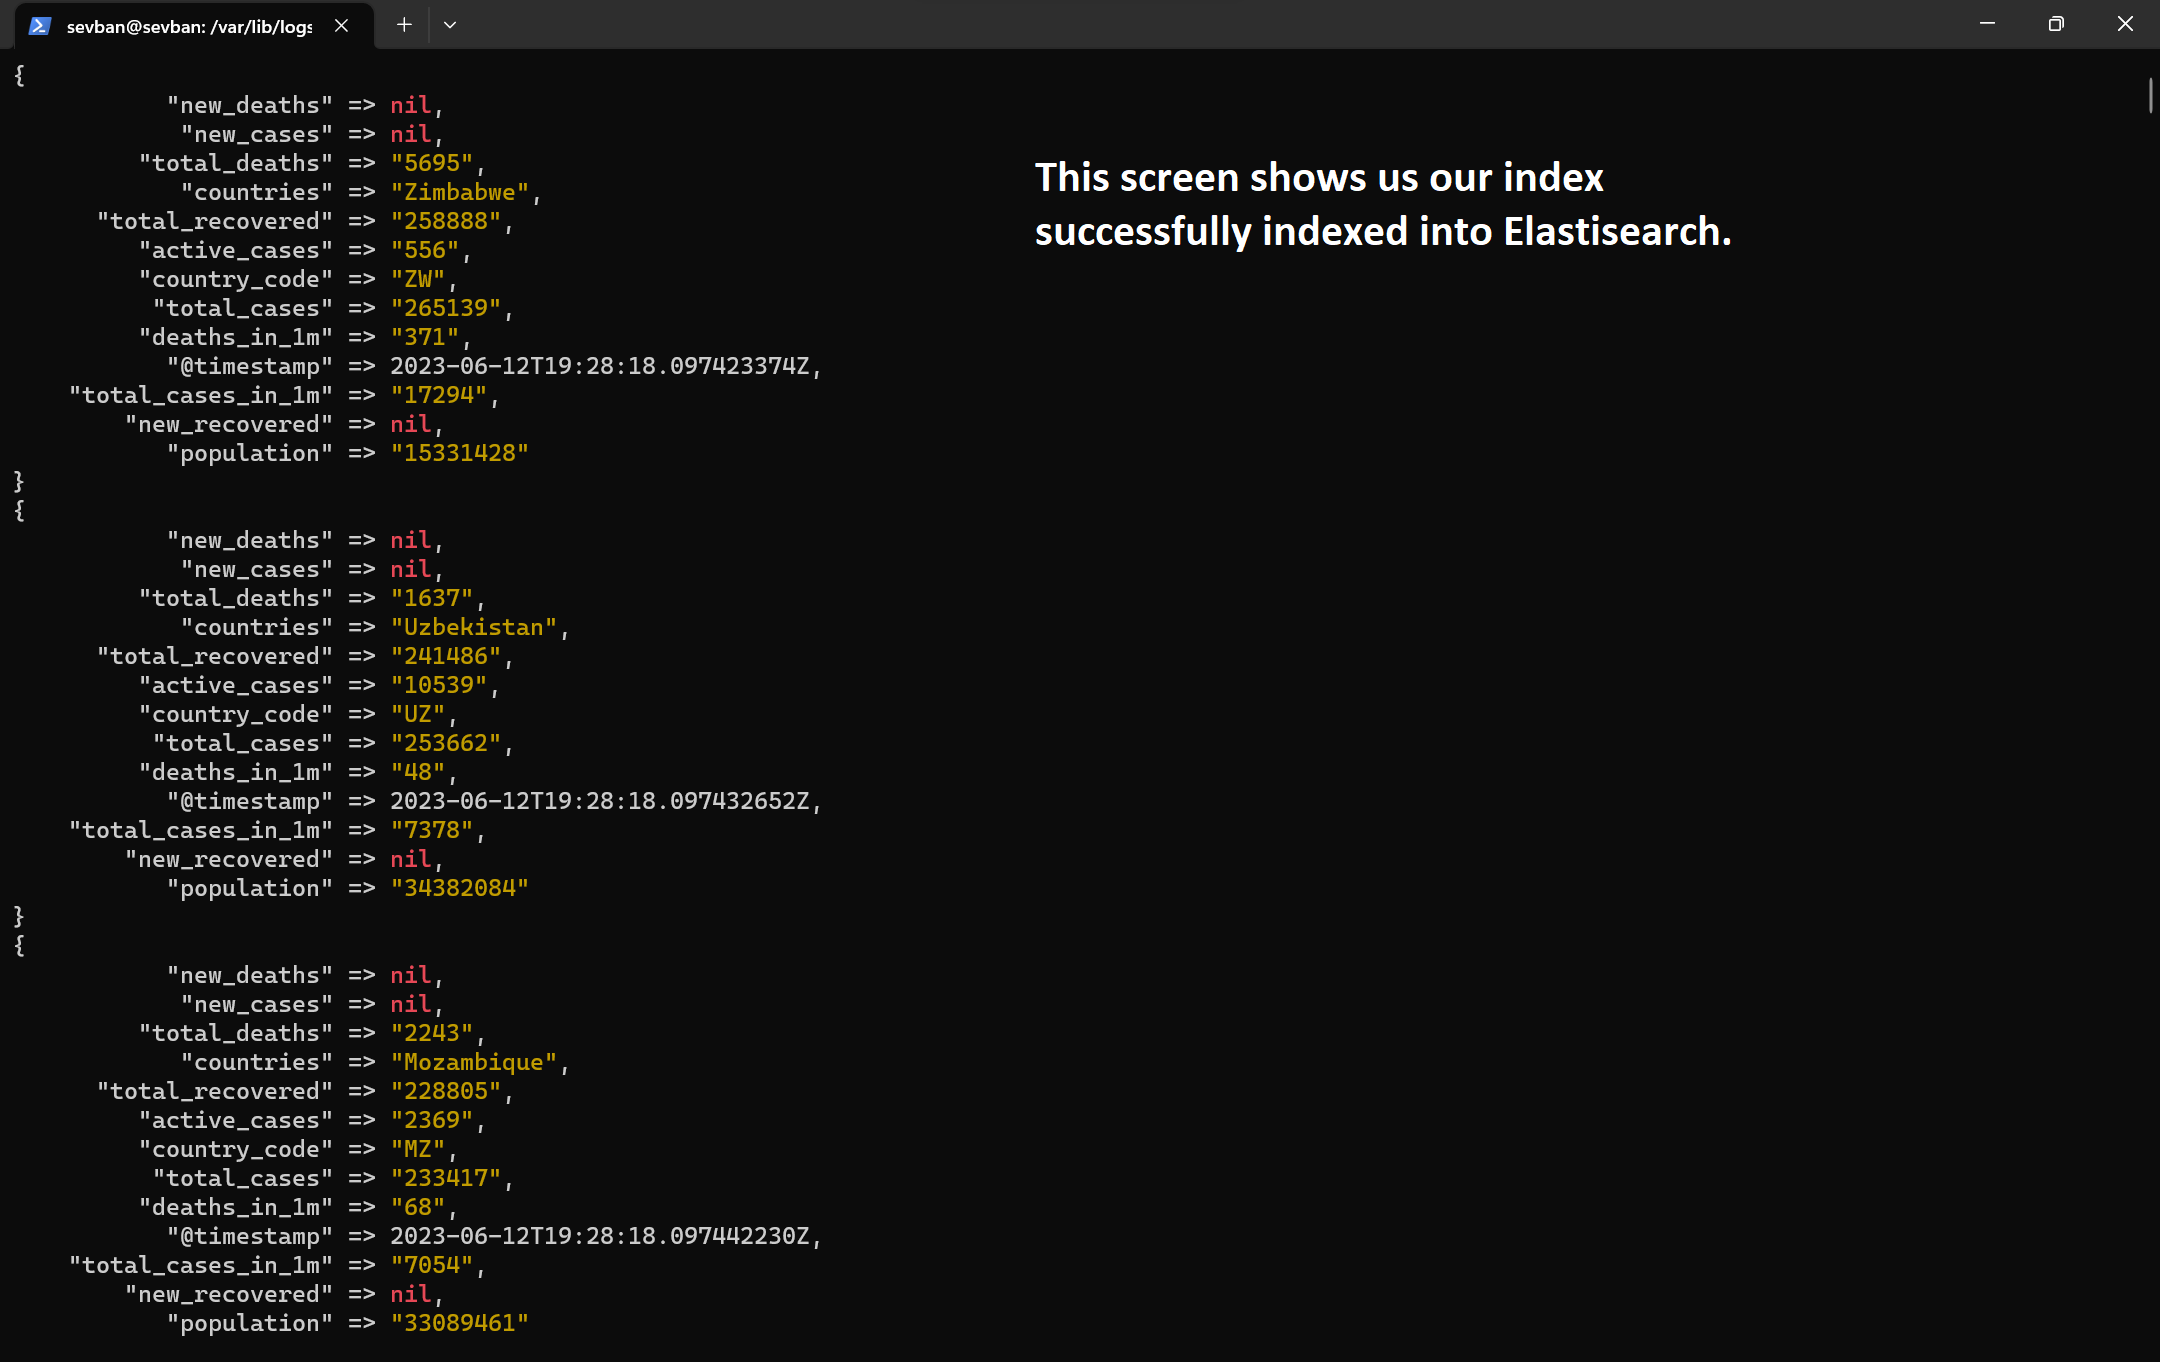 sevban@sevban: /var/lib/logs
{
"new_deaths" => nil,
"new_cases" => nil,
"total_deaths" => "5695",
"countries" => "Zimbabwe",
"total_recovered" => "258888",
"active_cases" => "556",
"country_code" => "ZW",
"total_cases" => "265139",
"deaths_in_1m" => "371",
"@timestamp" => 2023-06-12T19:28:18.097423374Z,
"total_cases_in_1m" => "17294",
"new_recovered" => nil,
"population" => "15331428"
}
{
"new_deaths" => nil,
"new_cases" => nil,
"total_deaths" => "1637",
"countries" => "Uzbekistan",
"total_recovered" => "241486",
"active_cases" => "10539",
"country_code" => "UZ",
"total_cases" => "253662",
"deaths_in_1m" => "48",
"@timestamp" => 2023-06-12T19:28:18.097432652Z,
"total_cases_in_1m" => "7378",
"new_recovered" => nil,
"population" => "34382084"
}
{
"new_deaths" => nil,
"new_cases" => nil,
"total_deaths" => "2243",
"countries" => "Mozambique",
"total_recovered" => "228805",
"active_cases" => "2369",
"country_code" => "MZ",
"total_cases" => "233417",
"deaths_in_1m" => "68",
"@timestamp" => 2023-06-12T19:28:18.097442230Z,
"total_cases_in_1m" => "7054",
"new_recovered" => nil,
"population" => "33089461"
This screen shows us our index
successfully indexed into Elastisearch.